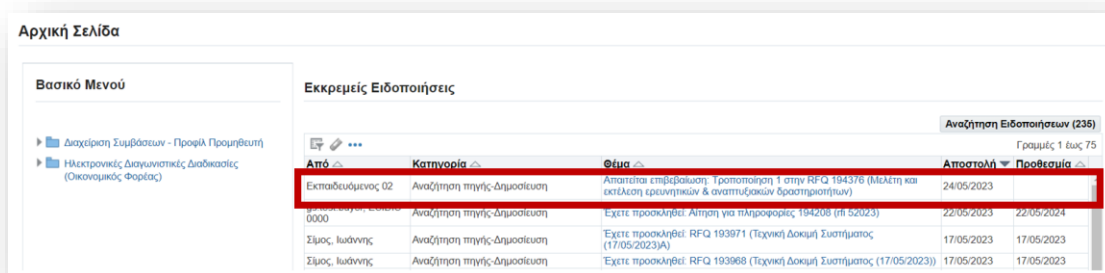 Αρχική Σελίδα
Βασικό Μενού
Διαχείριση Συμβάσεων - Προφίλ Προμηθευτή
Ηλεκτρονικές Διαγωνιστικές Διαδικασίες
(Οικονομικός Φορέας)
Εκκρεμείς Ειδοποιήσεις
Αναζήτηση Ειδοποιήσεων (235)
Γραμμές 1 έως 75
Από Κατηγορία Θέμα Αποστολή Προθεσμία
Εκπαιδευόμενος 02 Αναζήτηση πηγής-Δημοσίευση Απαιτείται επιβεβαίωση: Τροποποίηση 1 στην RFQ 194376 (Μελέτη και
εκτέλεση ερευνητικών & αναπτυξιακών δραστηριοτήτων) 24/05/2023
0000 Αναζήτηση πηγής-Δημοσίευση Έχετε προσκληθεί: Αίτηση για πληροφορίες 194208 (rfi 52023) 22/05/2023 22/05/2024
Σίμος, Ιωάννης Αναζήτηση πηγής-Δημοσίευση Έχετε προσκληθεί: RFQ 193971 (Τεχνική Δοκιμή Συστήματος
(17/05/2023)A) 17/05/2023 17/05/2023
Σίμος, Ιωάννης Αναζήτηση πηγής-Δημοσίευση Έχετε προσκληθεί: RFQ 193968 (Τεχνική Δοκιμή Συστήματος (17/05/2023)) 17/05/2023 17/05/2023